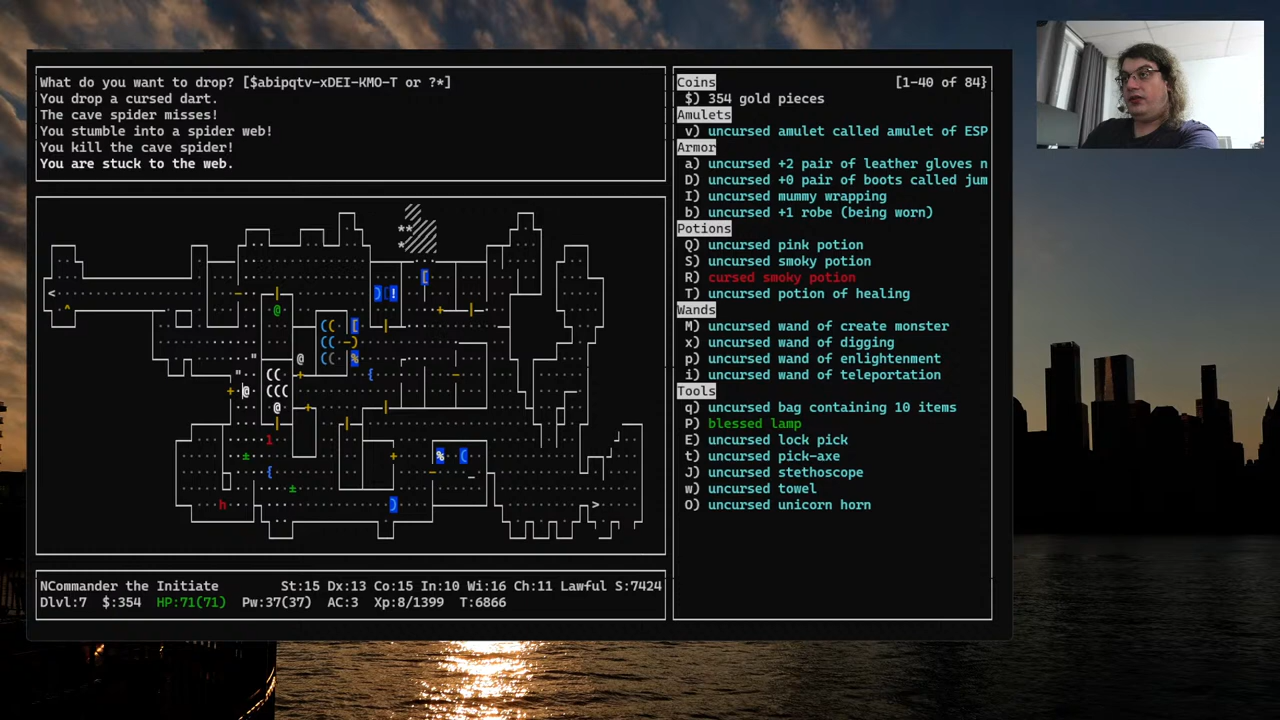 What do you want to drop? [$abipqtv-xDEI-KMO-T or ?*]
You drop a cursed dart.
The cave spider misses!
You stumble into a spider web!
You kill the cave spider!
You are stuck to the web.
NCommander the Initiate St:15 Dx:13 Co:15 In:10 Wi:16 Ch:11 Lawful S:7424
Dlvl:7 $:354 HP:71(71) Pw:37(37) AC:3 Xp:8/1399 T:6866
Coins [1-40 of 84}
$) 354 gold pieces
Amulets
v) uncursed amulet called amulet of ESP
Armor
a) uncursed +2 pair of leather gloves n
D) uncursed +0 pair of boots called jum
I) uncursed mummy wrapping
b) uncursed +1 robe (being worn)
Potions
Q) uncursed pink potion
S) uncursed smoky potion
R) cursed smoky potion
T) uncursed potion of healing
Wands
M) uncursed wand of create monster
x) uncursed wand of digging
p) uncursed wand of enlightenment
i) uncursed wand of teleportation
Tools
q) uncursed bag containing 10 items
P) blessed lamp
E) uncursed lock pick
t) uncursed pick-axe
J) uncursed stethoscope
w) uncursed towel
O) uncursed unicorn horn